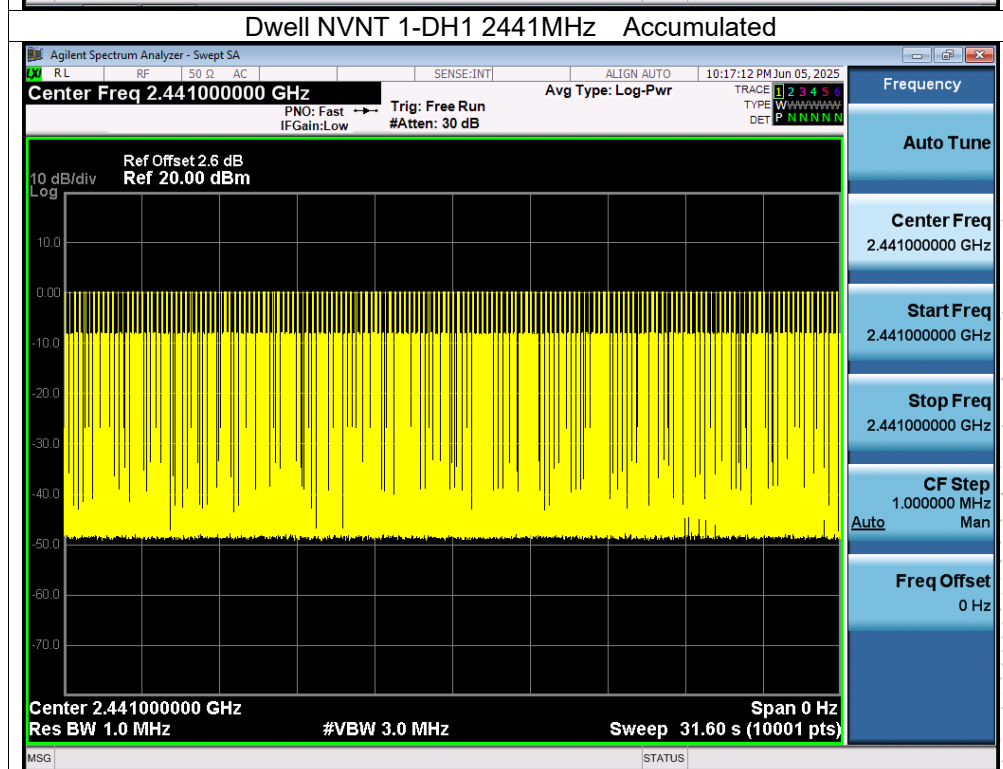 Dwell NVNT 1-DH1 2441MHz Accumulated
Agilent Spectrum Analyzer - Swept SA
LXI RL RF 50 Ω AC SENSE:INT ALIGN AUTO 10:17:12 PM Jun 05, 2025
Center Freq 2.441000000 GHz Avg Type: Log-Pwr TRACE 1 2 3 4 5 6
PNO: Fast Trig: Free Run TYPE WWWWWW
IFGain:Low #Atten: 30 dB DET P NNNNN
Frequency
Auto Tune
Center Freq
2.441000000 GHz
Start Freq
2.441000000 GHz
Stop Freq
2.441000000 GHz
CF Step
1.000000 MHz
Auto Man
Freq Offset
0 Hz
Ref Offset 2.6 dB
10 dB/div Ref 20.00 dBm
Log
10.0
0.00
-10.0
-20.0
-30.0
-40.0
-50.0
-60.0
-70.0
Center 2.441000000 GHz Span 0 Hz
Res BW 1.0 MHz #VBW 3.0 MHz Sweep 31.60 s (10001 pts)
MSG STATUS